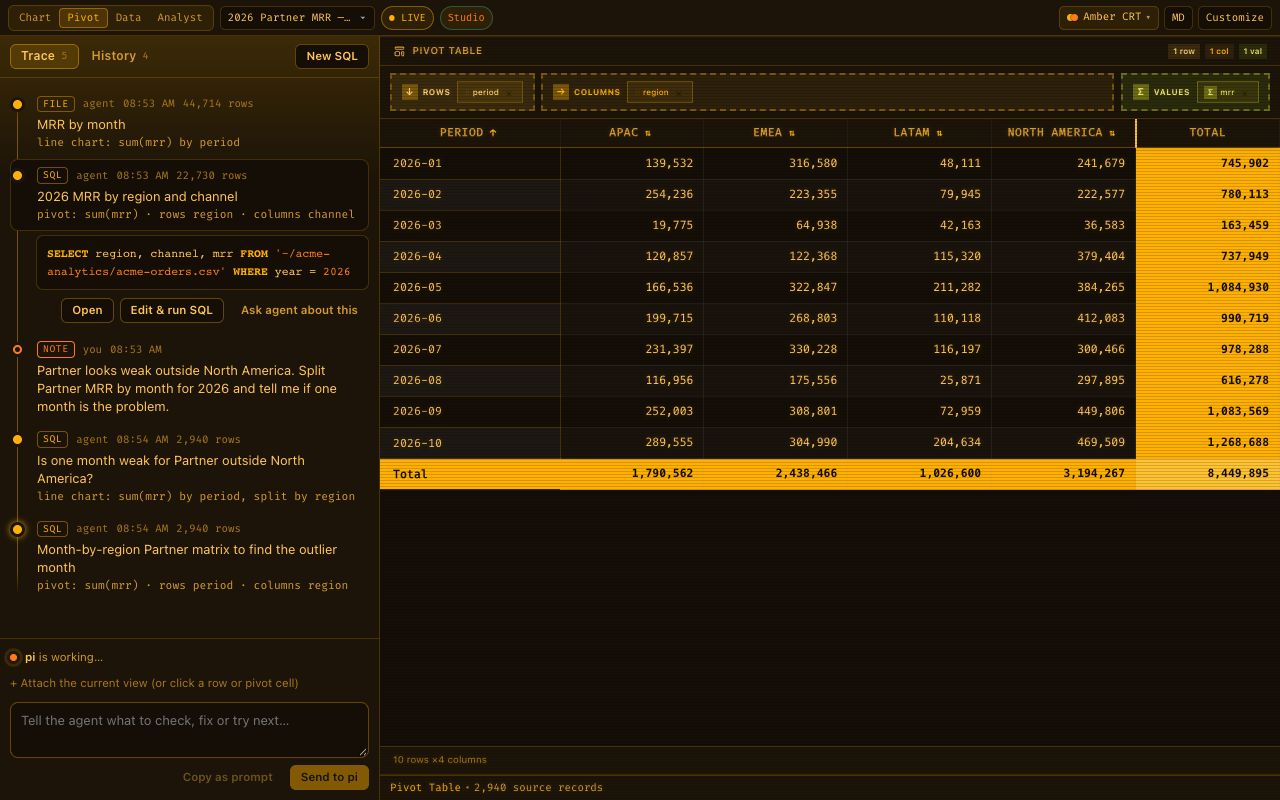 Chart Pivot Data Analyst 2026 Partner MRR —… LIVE Studio Amber CRT MD Customize
Trace 5 History 4 New SQL
FILE agent 08:53 AM 44,714 rows
MRR by month
line chart: sum(mrr) by period
SQL agent 08:53 AM 22,730 rows
2026 MRR by region and channel
pivot: sum(mrr) · rows region · columns channel
SELECT region, channel, mrr FROM '~/acme-
analytics/acme-orders.csv' WHERE year = 2026
Open Edit & run SQL Ask agent about this
NOTE you 08:53 AM
Partner looks weak outside North America. Split
Partner MRR by month for 2026 and tell me if one
month is the problem.
SQL agent 08:54 AM 2,940 rows
Is one month weak for Partner outside North
America?
line chart: sum(mrr) by period, split by region
SQL agent 08:54 AM 2,940 rows
Month-by-region Partner matrix to find the outlier
month
pivot: sum(mrr) · rows period · columns region
pi is working…
+ Attach the current view (or click a row or pivot cell)
Tell the agent what to check, fix or try next…
Copy as prompt Send to pi
PIVOT TABLE 1 row 1 col 1 val
↓ ROWS period → COLUMNS region Σ VALUES Σ mrr
PERIOD ↑ APAC ⇅ EMEA ⇅ LATAM ⇅ NORTH AMERICA ⇅ TOTAL
2026-01 139,532 316,580 48,111 241,679 745,902
2026-02 254,236 223,355 79,945 222,577 780,113
2026-03 19,775 64,938 42,163 36,583 163,459
2026-04 120,857 122,368 115,320 379,404 737,949
2026-05 166,536 322,847 211,282 384,265 1,084,930
2026-06 199,715 268,803 110,118 412,083 990,719
2026-07 231,397 330,228 116,197 300,466 978,288
2026-08 116,956 175,556 25,871 297,895 616,278
2026-09 252,003 308,801 72,959 449,806 1,083,569
2026-10 289,555 304,990 204,634 469,509 1,268,688
Total 1,790,562 2,438,466 1,026,600 3,194,267 8,449,895
10 rows ×4 columns
Pivot Table · 2,940 source records